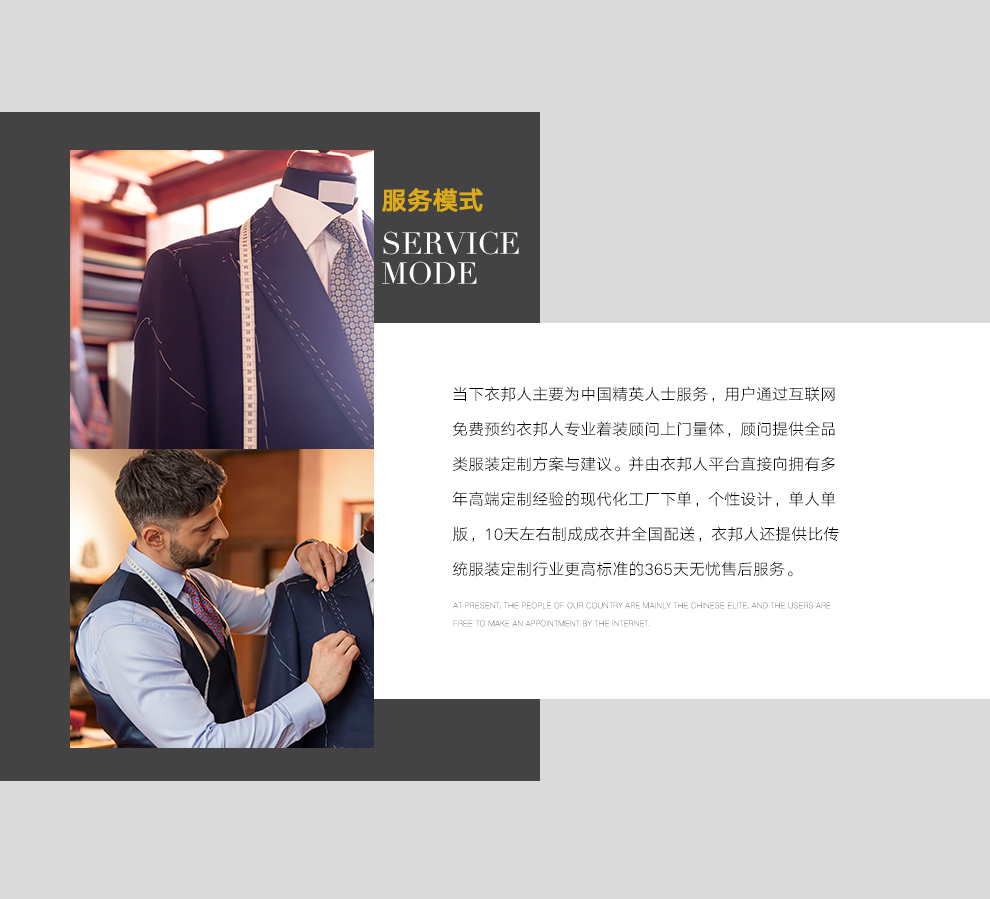 服务模式
SERVICE
MODE
当下衣邦人主要为中国精英人士服务，用户通过互联网
免费预约衣邦人专业着装顾问上门量体，顾问提供全品
类服装定制方案与建议。并由衣邦人平台直接向拥有多
年高端定制经验的现代化工厂下单，个性设计，单人单
版，10天左右制成成衣并全国配送，衣邦人还提供比传
统服装定制行业更高标准的365天无忧售后服务。
AT PRESENT, THE PEOPLE OF OUR COUNTRY ARE MAINLY THE CHINESE ELITE, AND THE USERS ARE
FREE TO MAKE AN APPOINTMENT BY THE INTERNET.